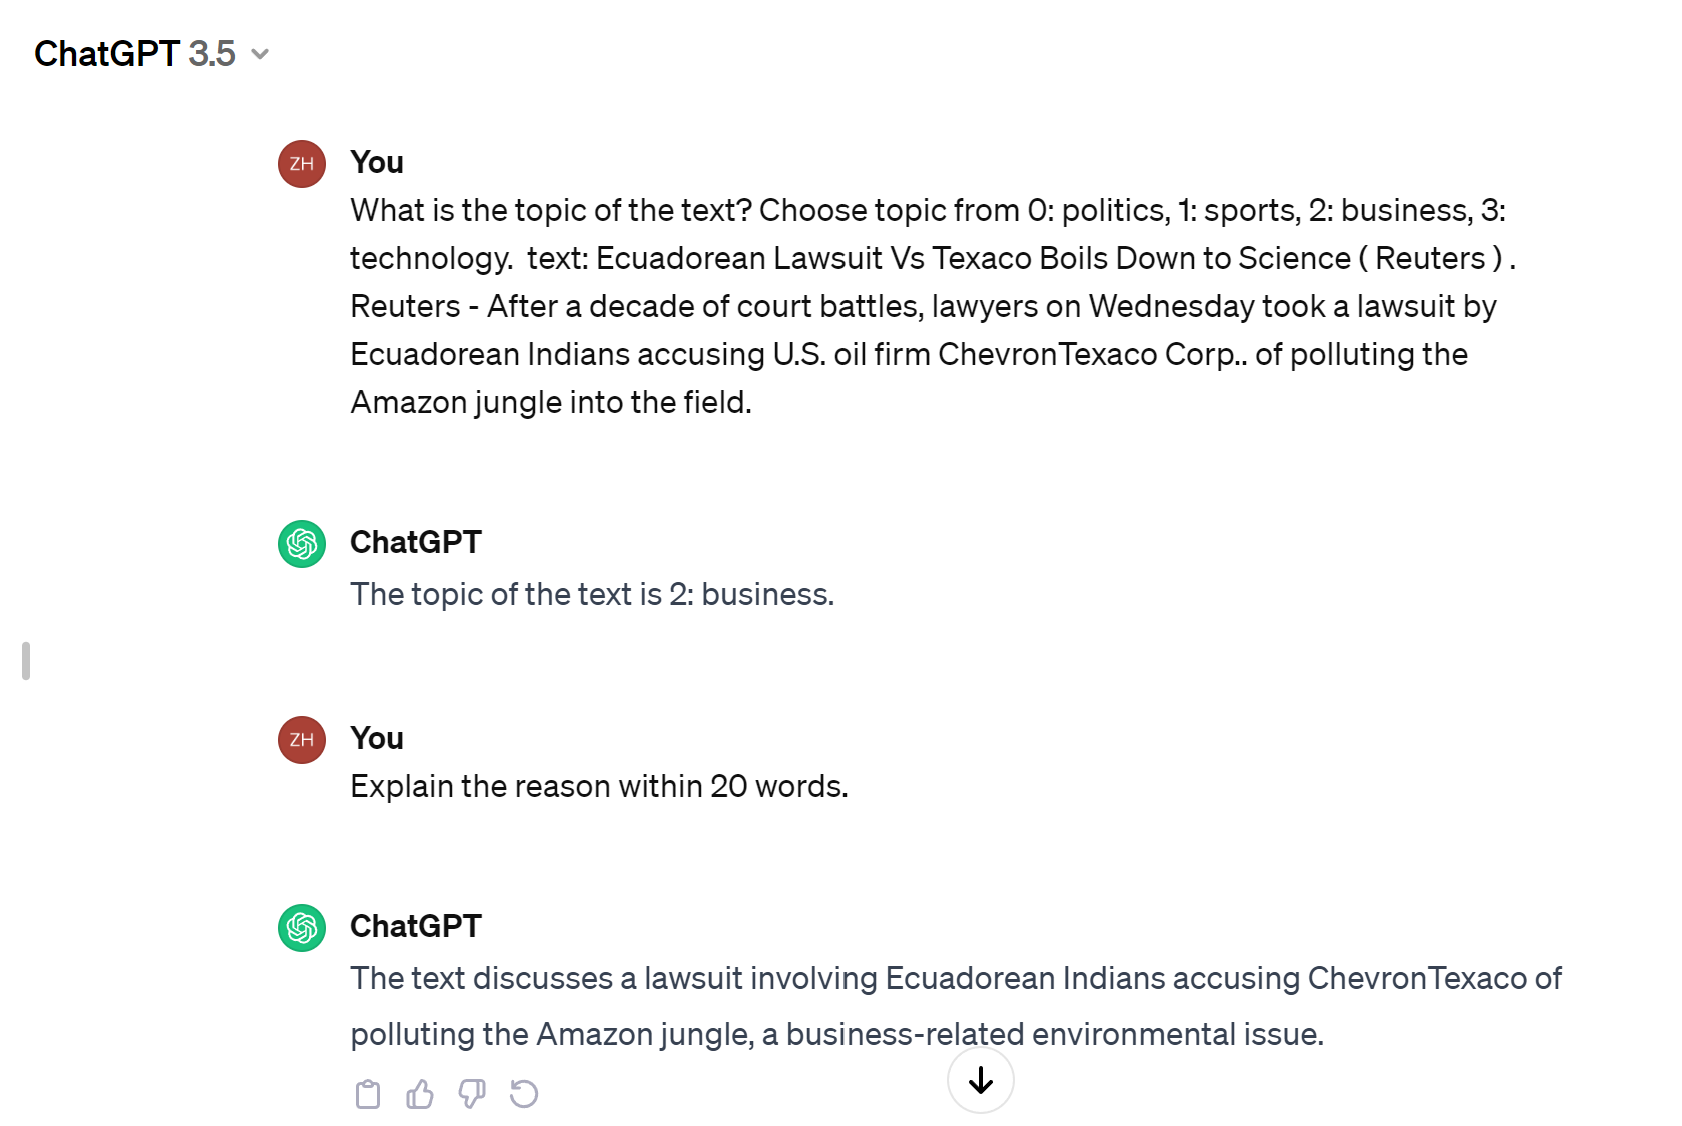 ChatGPT 3.5
ZH
You
What is the topic of the text? Choose topic from 0: politics, 1: sports, 2: business, 3:
technology.  text: Ecuadorean Lawsuit Vs Texaco Boils Down to Science ( Reuters ) .
Reuters - After a decade of court battles, lawyers on Wednesday took a lawsuit by
Ecuadorean Indians accusing U.S. oil firm ChevronTexaco Corp.. of polluting the
Amazon jungle into the field.
ChatGPT
The topic of the text is 2: business.
ZH
You
Explain the reason within 20 words.
ChatGPT
The text discusses a lawsuit involving Ecuadorean Indians accusing ChevronTexaco of
polluting the Amazon jungle, a business-related environmental issue.